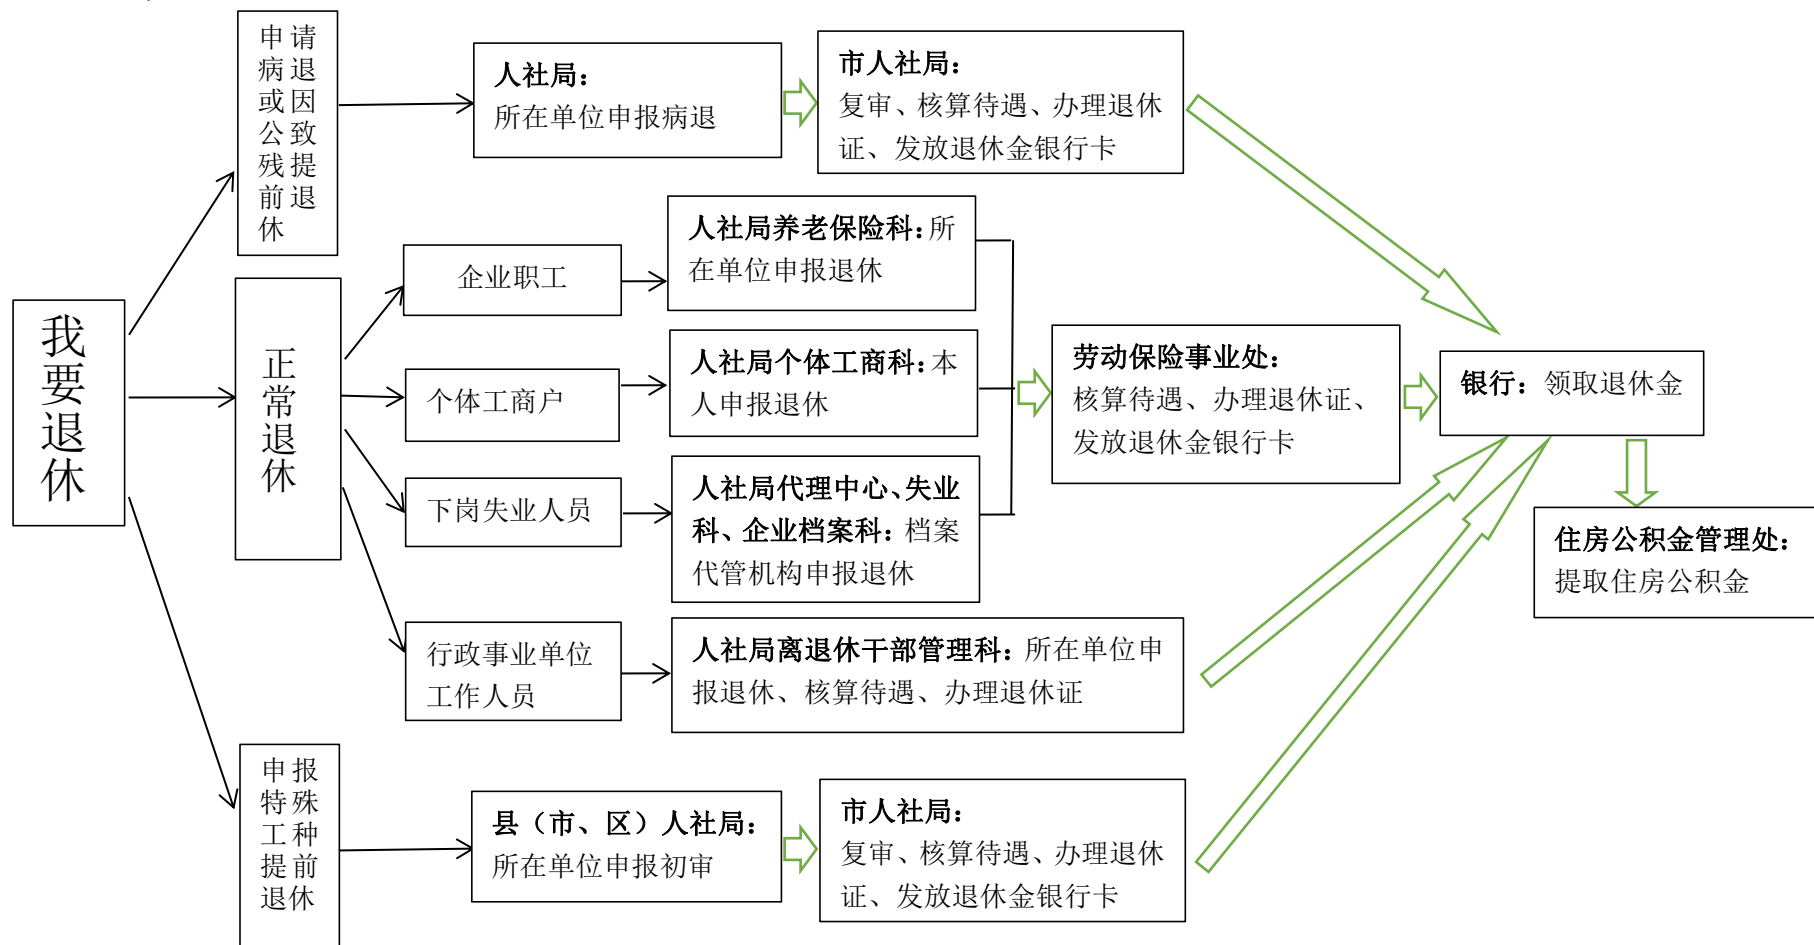 申请
病退
或因
公致
残提
前退
休
人社局：
所在单位申报病退
市人社局：
复审、核算待遇、办理退休
证、发放退休金银行卡
我要退休
正常退休
企业职工
人社局养老保险科：所
在单位申报退休
个体工商户
人社局个体工商科：本
人申报退休
下岗失业人员
人社局代理中心、失业
科、企业档案科：档案
代管机构申报退休
行政事业单位
工作人员
人社局离退休干部管理科：所在单位申
报退休、核算待遇、办理退休证
劳动保险事业处：
核算待遇、办理退休证、
发放退休金银行卡
银行：领取退休金
住房公积金管理处：
提取住房公积金
申报
特殊
工种
提前
退休
县（市、区）人社局：
所在单位申报初审
市人社局：
复审、核算待遇、办理退休
证、发放退休金银行卡